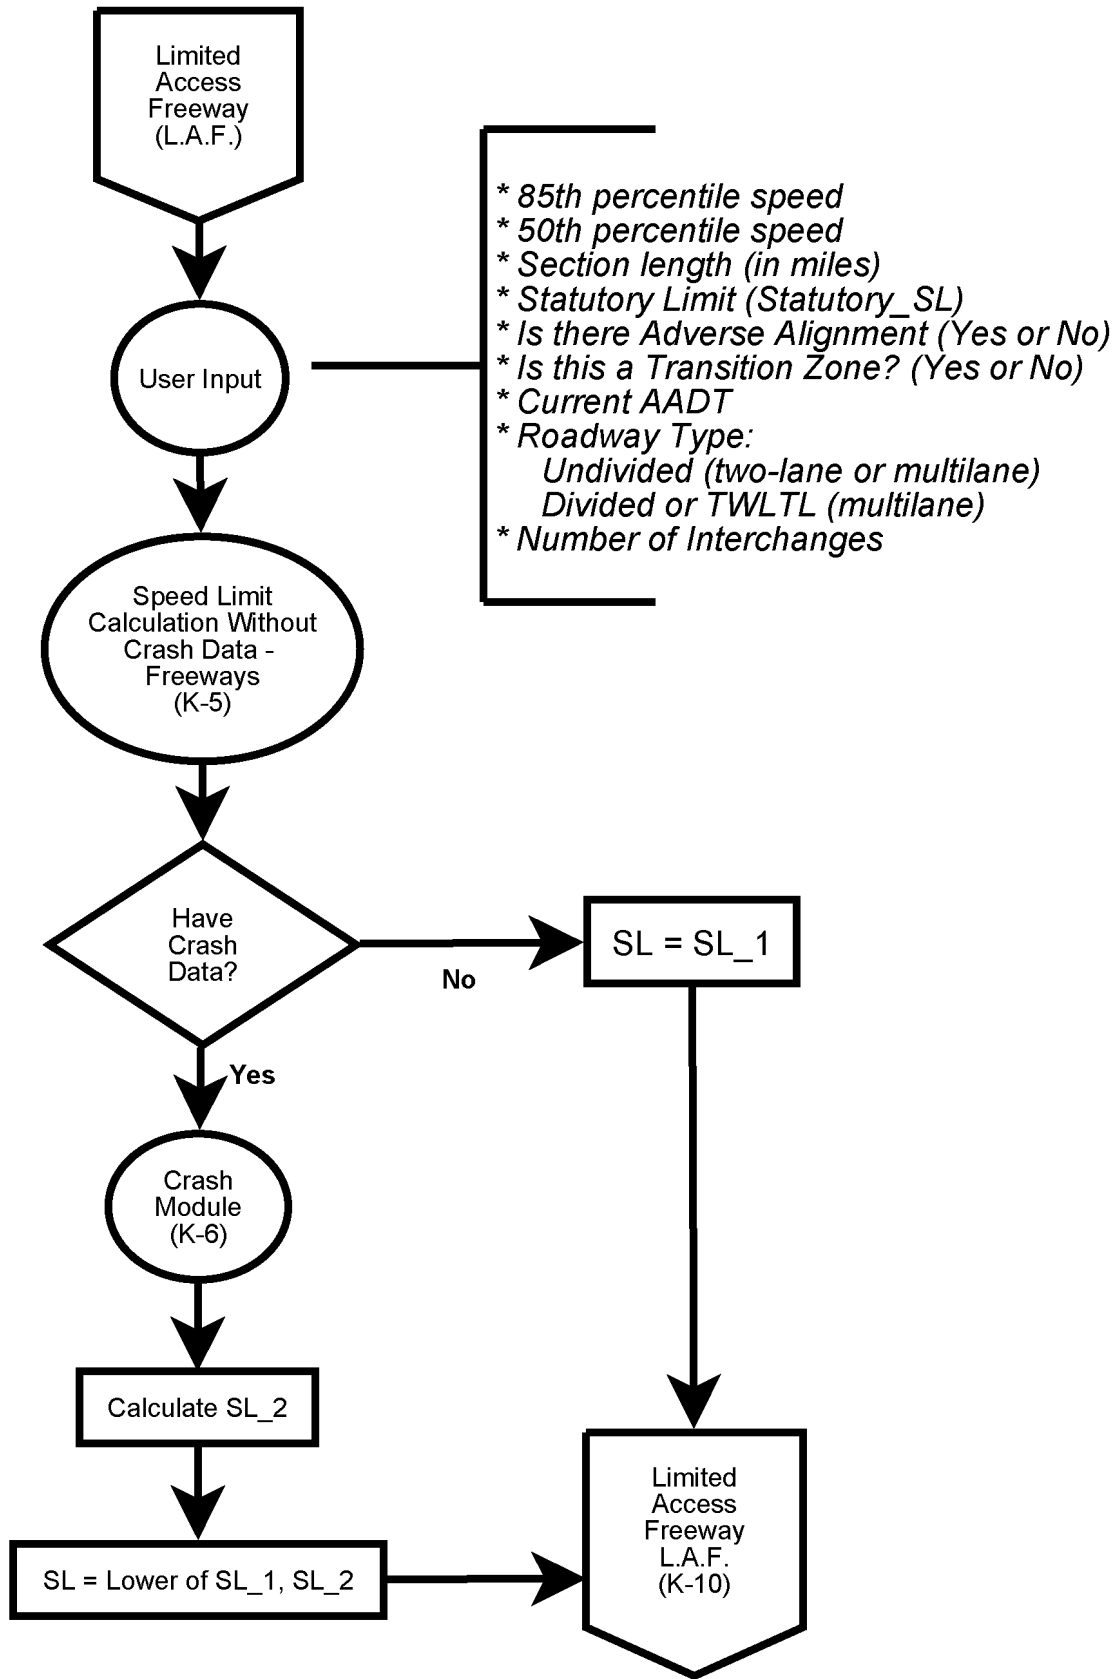 Limited
Access
Freeway
(L.A.F.)
* 85th percentile speed
* 50th percentile speed
* Section length (in miles)
* Statutory Limit (Statutory_SL)
* Is there Adverse Alignment (Yes or No)
* Is this a Transition Zone? (Yes or No)
* Current AADT
* Roadway Type:
Undivided (two-lane or multilane)
Divided or TWLTL (multilane)
* Number of Interchanges
User Input
Speed Limit
Calculation Without
Crash Data -
Freeways
(K-5)
Have
Crash
Data?
No
SL = SL_1
Yes
Crash
Module
(K-6)
Calculate SL_2
SL = Lower of SL_1, SL_2
Limited
Access
Freeway
L.A.F.
(K-10)